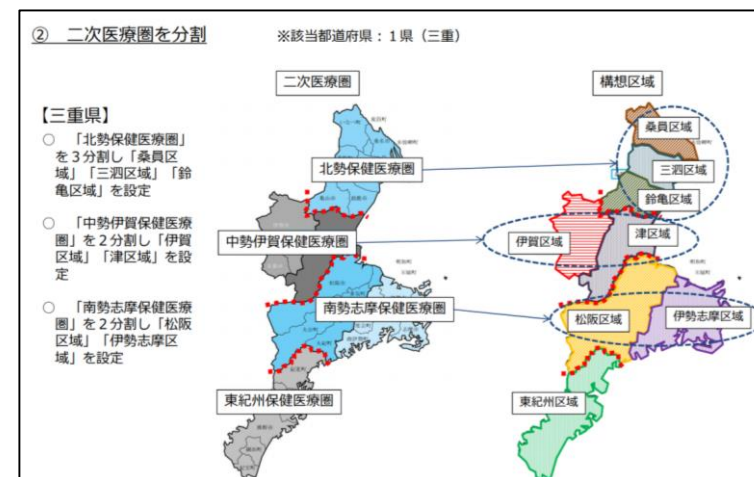 ② 二次医療圏を分割
※該当都道府県：１県（三重）
二次医療圏
構想区域
【三重県】
○ 「北勢保健医療圏」
を３分割し「桑員区
域」「三泗区域」「鈴
亀区域」を設定
○ 「中勢伊賀保健医療
圏」を２分割し「伊賀
区域」「津区域」を設
定
○ 「南勢志摩保健医療
圏」を２分割し「松阪
区域」「伊勢志摩区
域」を設定
北勢保健医療圏
中勢伊賀保健医療圏
南勢志摩保健医療圏
東紀州保健医療圏
桑員区域
三泗区域
鈴亀区域
津区域
伊賀区域
松阪区域
伊勢志摩区域
東紀州区域